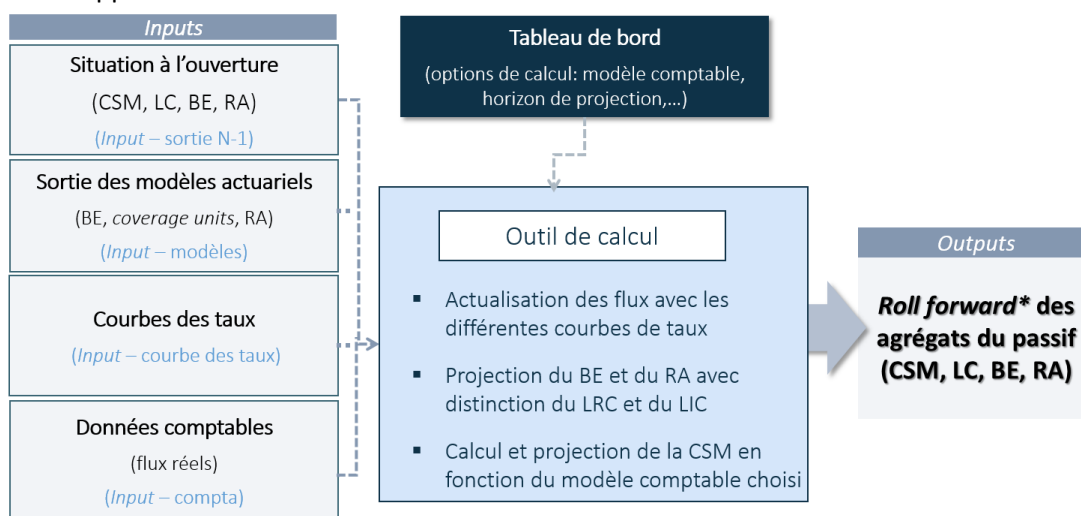 Inputs
Situation à l'ouverture
(CSM, LC, BE, RA)
(Input – sortie N-1)
Sortie des modèles actuariels
(BE, coverage units, RA)
(Input – modèles)
Courbes des taux
(Input – courbe des taux)
Données comptables
(flux réels)
(Input – compta)
Tableau de bord
(options de calcul: modèle comptable,
horizon de projection,...)
Outil de calcul
▪ Actualisation des flux avec les
différentes courbes de taux
▪ Projection du BE et du RA avec
distinction du LRC et du LIC
▪ Calcul et projection de la CSM en
fonction du modèle comptable choisi
Outputs
Roll forward* des
agrégats du passif
(CSM, LC, BE, RA)